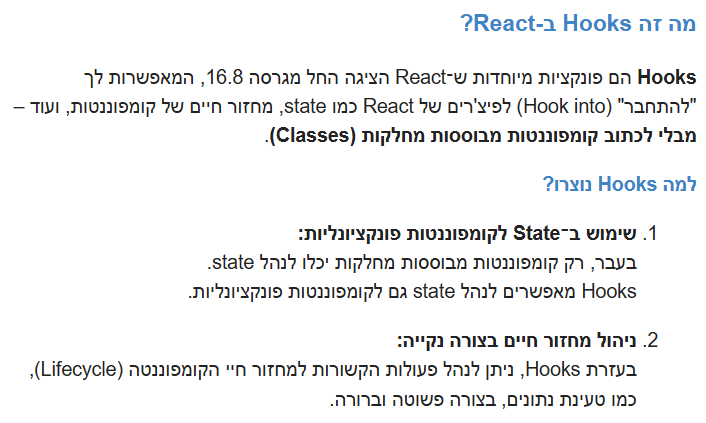 מה זה Hooks ב-React?
Hooks הם פונקציות מיוחדות ש־React הציגה החל מגרסה 16.8, המאפשרות לך
"להתחבר" (Hook into) לפיצ'רים של React כמו state, מחזור חיים של קומפוננטות, ועוד –
מבלי לכתוב קומפוננטות מבוססות מחלקות (Classes).
למה Hooks נוצרו?
1. שימוש ב־State לקומפוננטות פונקציונליות:
בעבר, רק קומפוננטות מבוססות מחלקות יכלו לנהל state.
Hooks מאפשרים לנהל state גם לקומפוננטות פונקציונליות.
2. ניהול מחזור חיים בצורה נקייה:
בעזרת Hooks, ניתן לנהל פעולות הקשורות למחזור חיי הקומפוננטה (Lifecycle),
כמו טעינת נתונים, בצורה פשוטה וברורה.